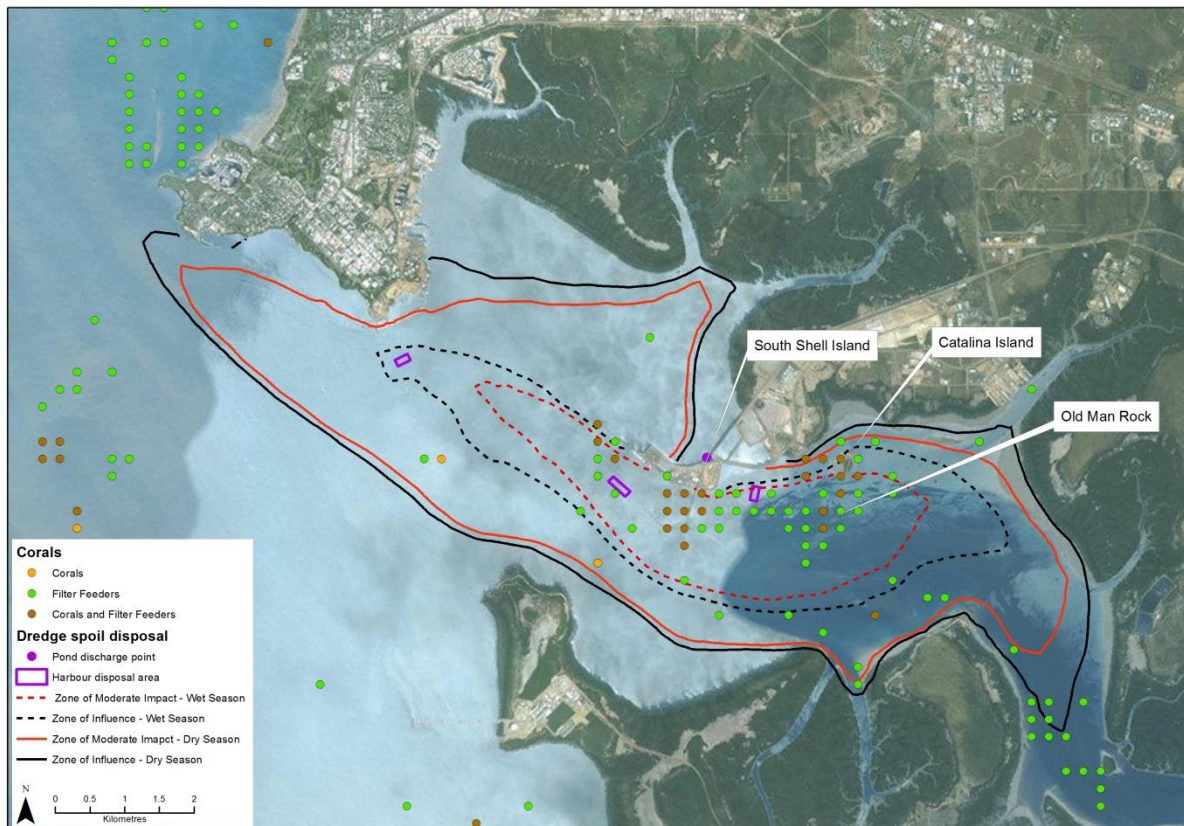 South Shell Island
Catalina Island
Old Man Rock
Corals
Corals
Filter Feeders
Corals and Filter Feeders
Dredge spoil disposal
Pond discharge point
Harbour disposal area
Zone of Moderate Impact - Wet Season
Zone of Influence - Wet Season
Zone of Moderate Imapct - Dry Season
Zone of Influence - Dry Season
N
0 0.5 1 1.5 2
Kilometres